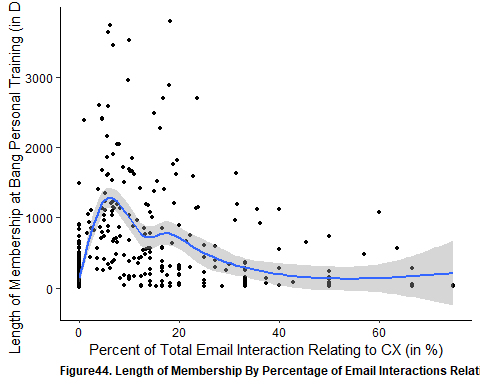 Length of Membership at Bang Personal Training (in D
3000
2000
1000
0
0
20
40
60
Percent of Total Email Interaction Relating to CX (in %)
Figure44. Length of Membership By Percentage of Email Interactions Relati